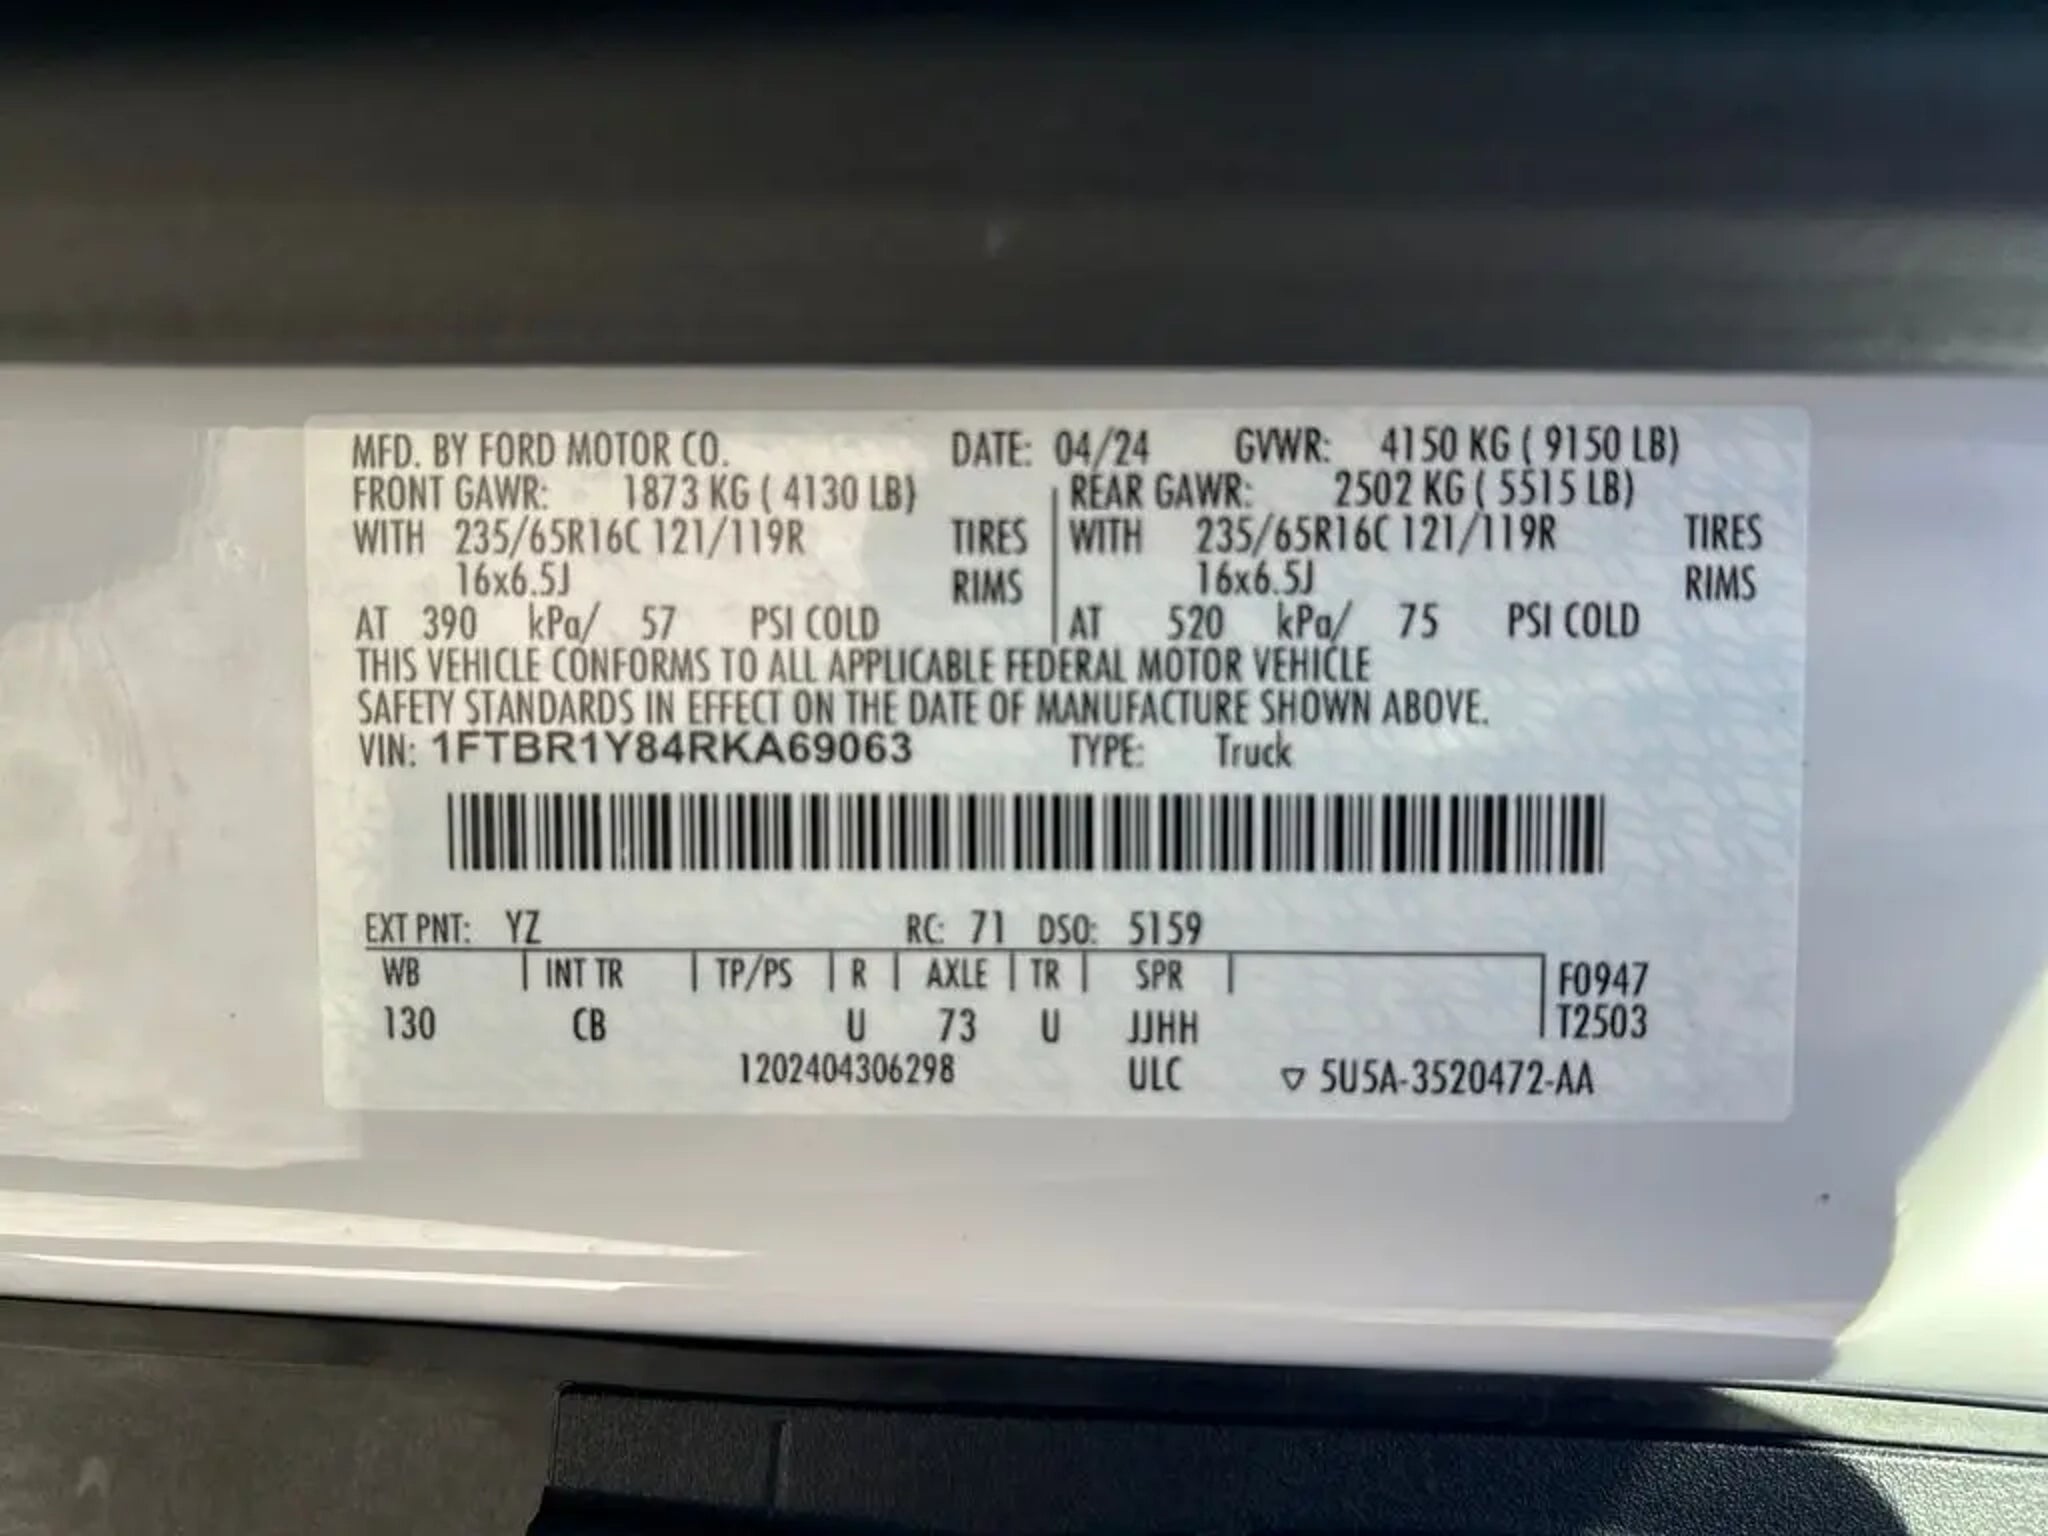 MFD. BY FORD MOTOR CO. DATE: 04/24 GVWR: 4150 KG ( 9150 LB)
FRONT GAWR: 1873 KG ( 4130 LB) REAR GAWR: 2502 KG ( 5515 LB)
WITH 235/65R16C 121/119R TIRES WITH 235/65R16C 121/119R TIRES
16x6.5J RIMS 16x6.5J RIMS
AT 390 kPa/ 57 PSI COLD AT 520 kPa/ 75 PSI COLD
THIS VEHICLE CONFORMS TO ALL APPLICABLE FEDERAL MOTOR VEHICLE
SAFETY STANDARDS IN EFFECT ON THE DATE OF MANUFACTURE SHOWN ABOVE.
VIN: 1FTBR1Y84RKA69063 TYPE: Truck
EXT PNT: YZ RC: 71 DSO: 5159
WB INT TR TP/PS R AXLE TR SPR F0947
130 CB U 73 U JJHH T2503
1202404306298 ULC ▽ 5U5A-3520472-AA